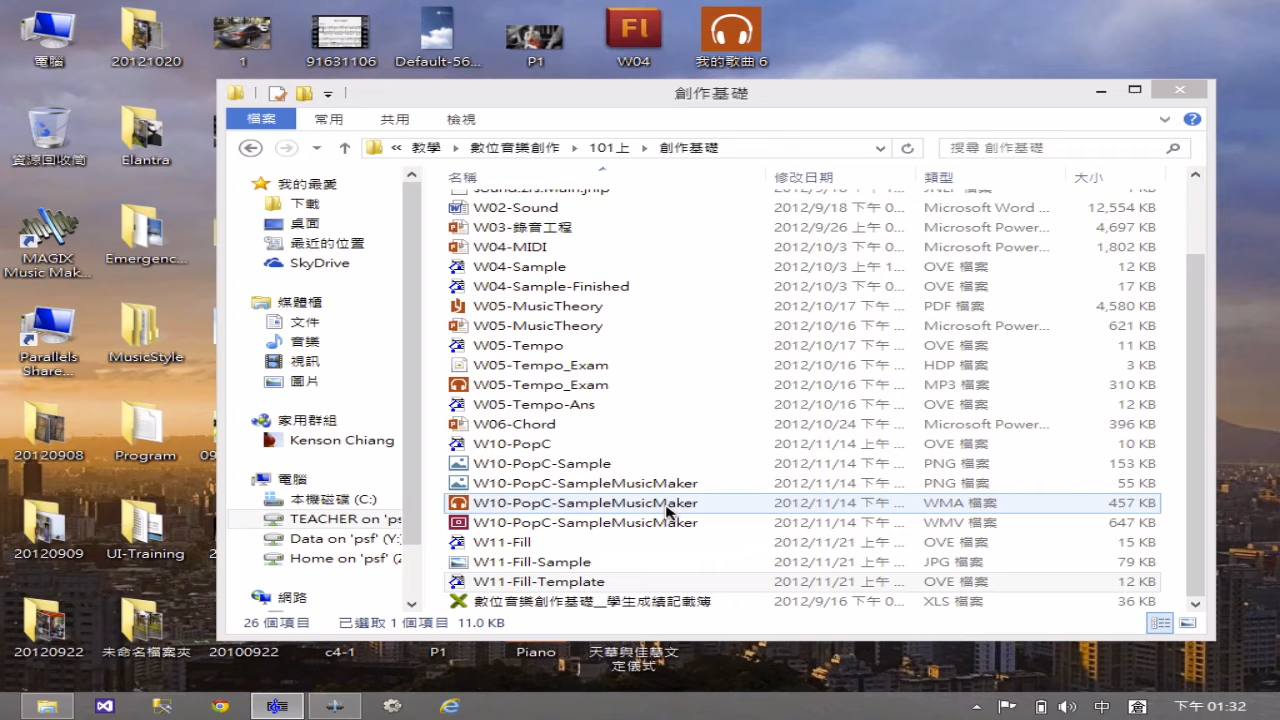 電腦
20121020
1
91631106
Default-56...
P1
Fl
W04
我的歌曲 6
資源回收筒
Elantra
MAGIX
Music Mak...
Emergenc...
Parallels
Share...
MusicStyle
20120908
Program
09
20120909
UI-Training
2
20120922
未命名檔案夾
20100922
c4-1
P1
Piano
天華與佳慧文
定儀式
創作基礎
檔案
常用
共用
檢視
« 教學 ▸ 數位音樂創作 ▸ 101上 ▸ 創作基礎
搜尋 創作基礎
我的最愛
下載
桌面
最近的位置
SkyDrive
媒體櫃
文件
音樂
視訊
圖片
家用群組
Kenson Chiang
電腦
本機磁碟 (C:)
TEACHER on 'ps
Data on 'psf' (Y:
Home on 'psf' (Z
網路
名稱 修改日期 類型 大小
W02-Sound 2012/9/18 下午 0... Microsoft Word ... 12,554 KB
W03-錄音工程 2012/9/26 上午 0... Microsoft Power... 4,697 KB
W04-MIDI 2012/10/3 下午 0... Microsoft Power... 1,802 KB
W04-Sample 2012/10/3 上午 1... OVE 檔案 12 KB
W04-Sample-Finished 2012/10/3 下午 0... OVE 檔案 17 KB
W05-MusicTheory 2012/10/17 下午 ... PDF 檔案 4,580 KB
W05-MusicTheory 2012/10/16 下午 ... Microsoft Power... 621 KB
W05-Tempo 2012/10/17 下午 ... OVE 檔案 11 KB
W05-Tempo_Exam 2012/10/16 下午 ... HDP 檔案 3 KB
W05-Tempo_Exam 2012/10/16 下午 ... MP3 檔案 310 KB
W05-Tempo-Ans 2012/10/16 下午 ... OVE 檔案 12 KB
W06-Chord 2012/10/24 下午 ... Microsoft Power... 396 KB
W10-PopC 2012/11/14 上午 ... OVE 檔案 10 KB
W10-PopC-Sample 2012/11/14 下午 ... PNG 檔案 153 KB
W10-PopC-SampleMusicMaker 2012/11/14 下午 ... PNG 檔案 55 KB
W10-PopC-SampleMusicMaker 2012/11/14 下午 ... WMA 檔案 457 KB
W10-PopC-SampleMusicMaker 2012/11/14 下午 ... WMV 檔案 647 KB
W11-Fill 2012/11/21 上午 ... OVE 檔案 15 KB
W11-Fill-Sample 2012/11/21 上午 ... JPG 檔案 79 KB
W11-Fill-Template 2012/11/21 上午 ... OVE 檔案 12 KB
數位音樂創作基礎__學生成績記載簿 2012/9/16 下午 0... XLS 檔案 36 KB
26 個項目 已選取 1 個項目 11.0 KB
中
倉
下午 01:32